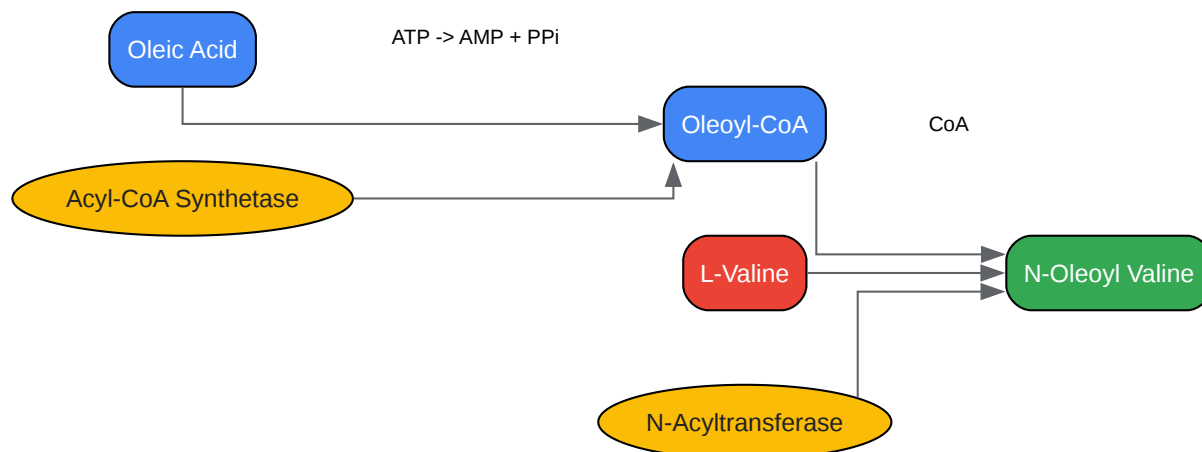 Oleic Acid
ATP -> AMP + PPi
Oleoyl-CoA
CoA
Acyl-CoA Synthetase
L-Valine
N-Oleoyl Valine
N-Acyltransferase